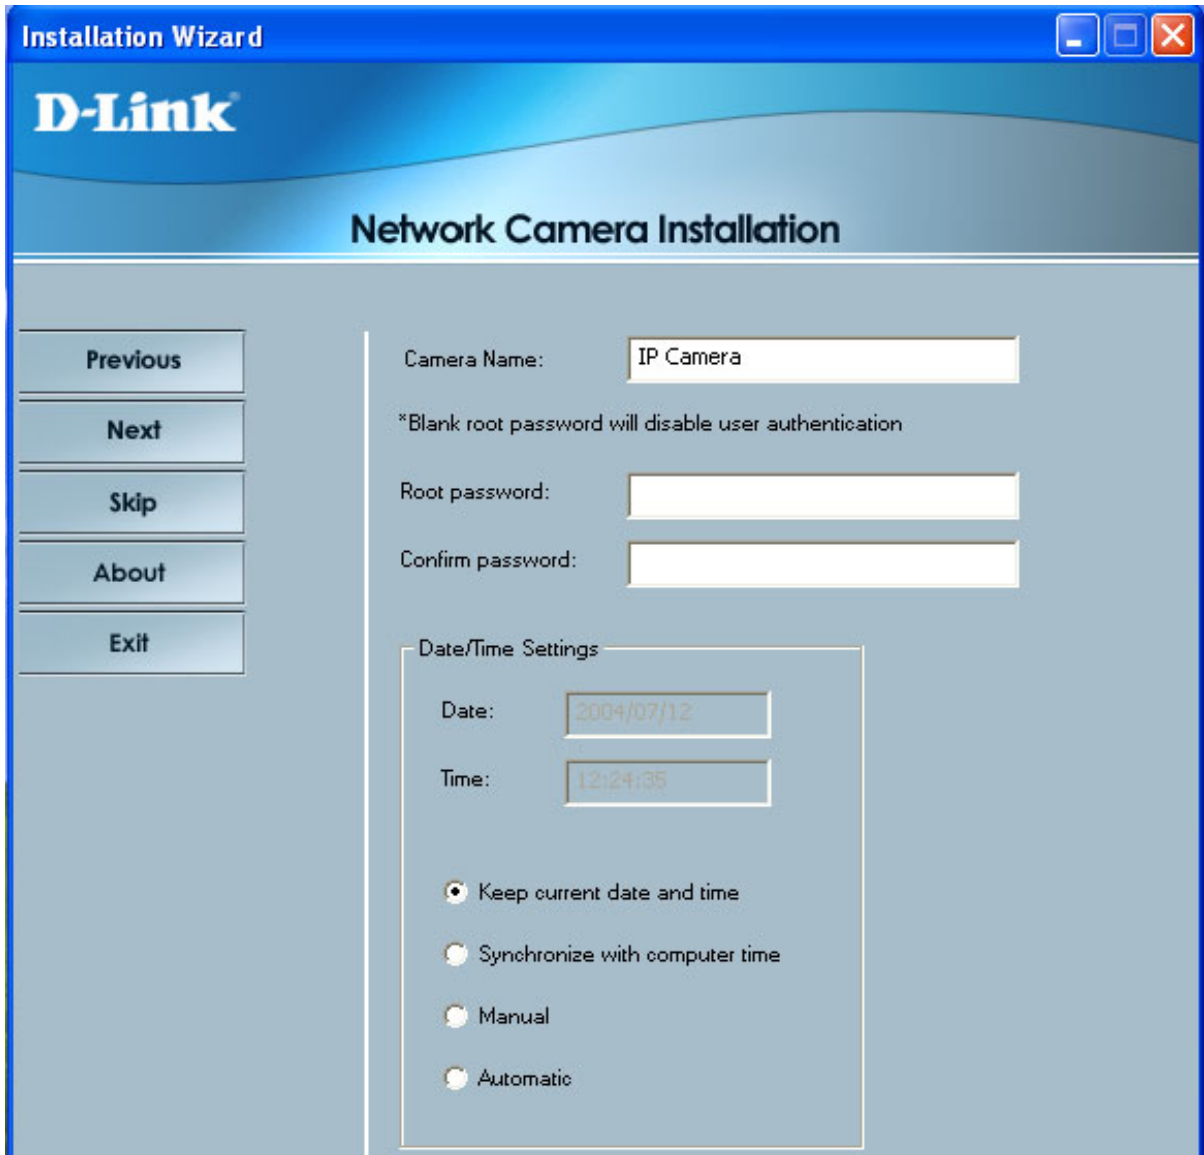 Installation Wizard
D-Link®
Network Camera Installation
Previous
Next
Skip
About
Exit
Camera Name: IP Camera
*Blank root password will disable user authentication
Root password:
Confirm password:
Date/Time Settings
Date: 2004/07/12
Time: 12:24:35
Keep current date and time
Synchronize with computer time
Manual
Automatic